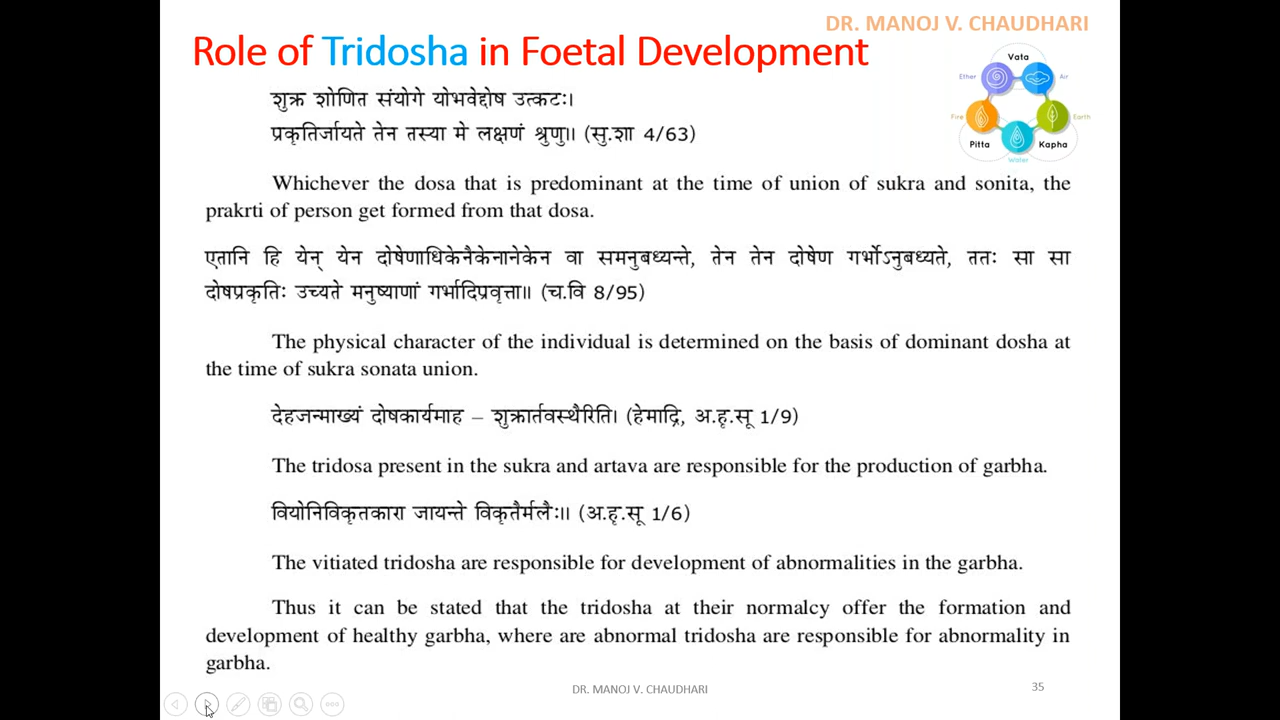 DR. MANOJ V. CHAUDHARI
Role of Tridosha in Foetal Development
Vata
Ether
Air
Fire
Earth
Pitta
Kapha
Water
शुक्र शोणित संयोगे योभवेद्दोष उत्कटः।
प्रकृतिर्जायते तेन तस्या मे लक्षणं श्रुणु॥ (सु.शा 4/63)
Whichever the dosa that is predominant at the time of union of sukra and sonita, the
prakrti of person get formed from that dosa.
एतानि हि येन् येन दोषेणाधिकेनैकेनानेकेन वा समनुबध्यन्ते, तेन तेन दोषेण गर्भोऽनुबध्यते, ततः सा सा
दोषप्रकृतिः उच्यते मनुष्याणां गर्भादिप्रवृत्ता॥ (च.वि 8/95)
The physical character of the individual is determined on the basis of dominant dosha at
the time of sukra sonata union.
देहजन्माख्यं दोषकार्यमाह – शुक्रार्तवस्थैरिति। (हेमाद्रि, अ.हृ.सू 1/9)
The tridosa present in the sukra and artava are responsible for the production of garbha.
वियोनिविकृतकारा जायन्ते विकृतैर्मलैः॥ (अ.हृ.सू 1/6)
The vitiated tridosha are responsible for development of abnormalities in the garbha.
Thus it can be stated that the tridosha at their normalcy offer the formation and
development of healthy garbha, where are abnormal tridosha are responsible for abnormality in
garbha.
DR. MANOJ V. CHAUDHARI
35